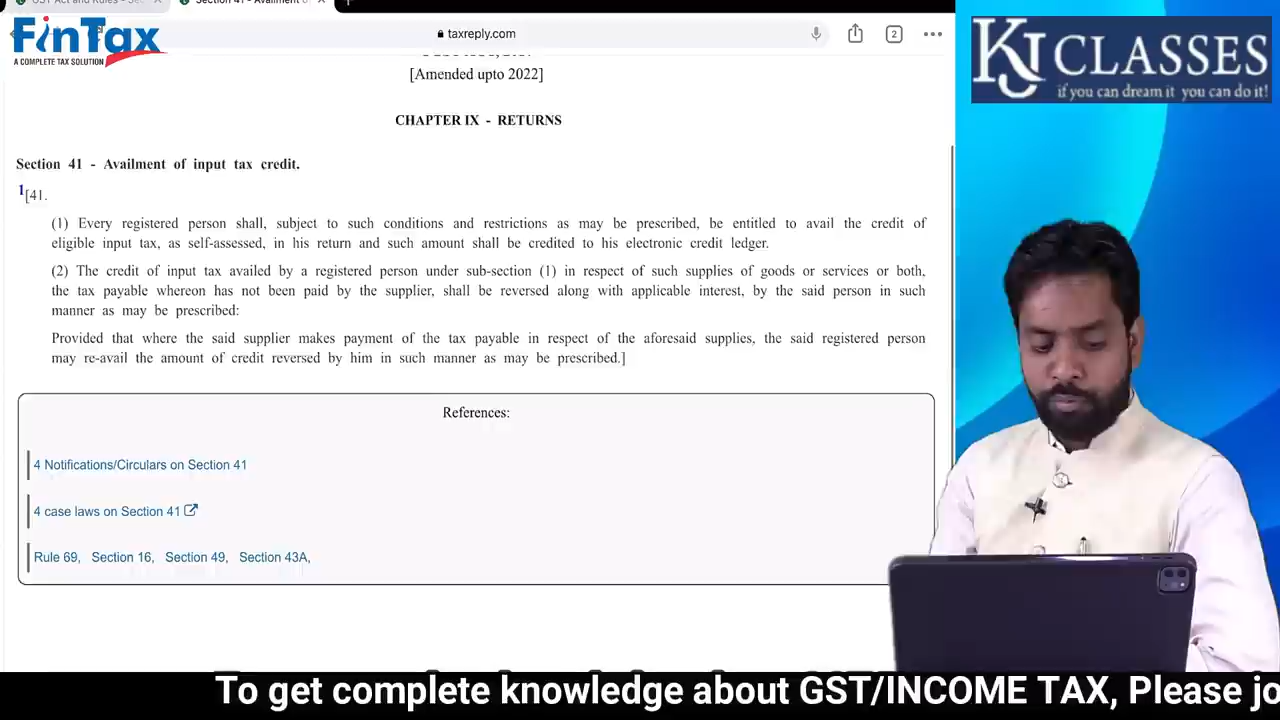 Section 41 - Availment o
FinTax
A COMPLETE TAX SOLUTION
taxreply.com
2
KJ CLASSES
if you can dream it you can do it!
[Amended upto 2022]
CHAPTER IX - RETURNS
Section 41 - Availment of input tax credit.
1[41.
(1) Every registered person shall, subject to such conditions and restrictions as may be prescribed, be entitled to avail the credit of
eligible input tax, as self-assessed, in his return and such amount shall be credited to his electronic credit ledger.
(2) The credit of input tax availed by a registered person under sub-section (1) in respect of such supplies of goods or services or both,
the tax payable whereon has not been paid by the supplier, shall be reversed along with applicable interest, by the said person in such
manner as may be prescribed:
Provided that where the said supplier makes payment of the tax payable in respect of the aforesaid supplies, the said registered person
may re-avail the amount of credit reversed by him in such manner as may be prescribed.]
References:
4 Notifications/Circulars on Section 41
4 case laws on Section 41
Rule 69, Section 16, Section 49, Section 43A,
To get complete knowledge about GST/INCOME TAX, Please jo